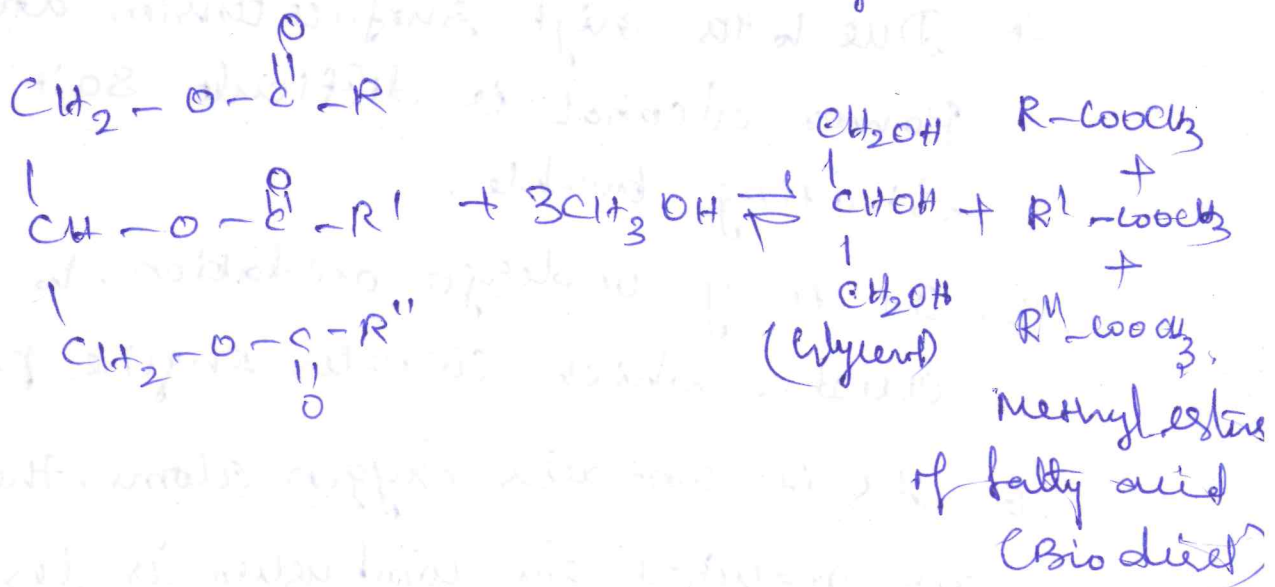 O
||
CH₂ - O - C - R
|
CH - O - C(=O) - R' + 3CH₃OH ⇌ CHOH + R' - COOCH₃
|
CH₂ - O - C - R''
||
O
CH₂OH
|
|
CH₂OH
(Glycerol)
R - COOCH₃
+
+
R'' - COOCH₃.
Methyl esters
of fatty acid
(Bio diesel)